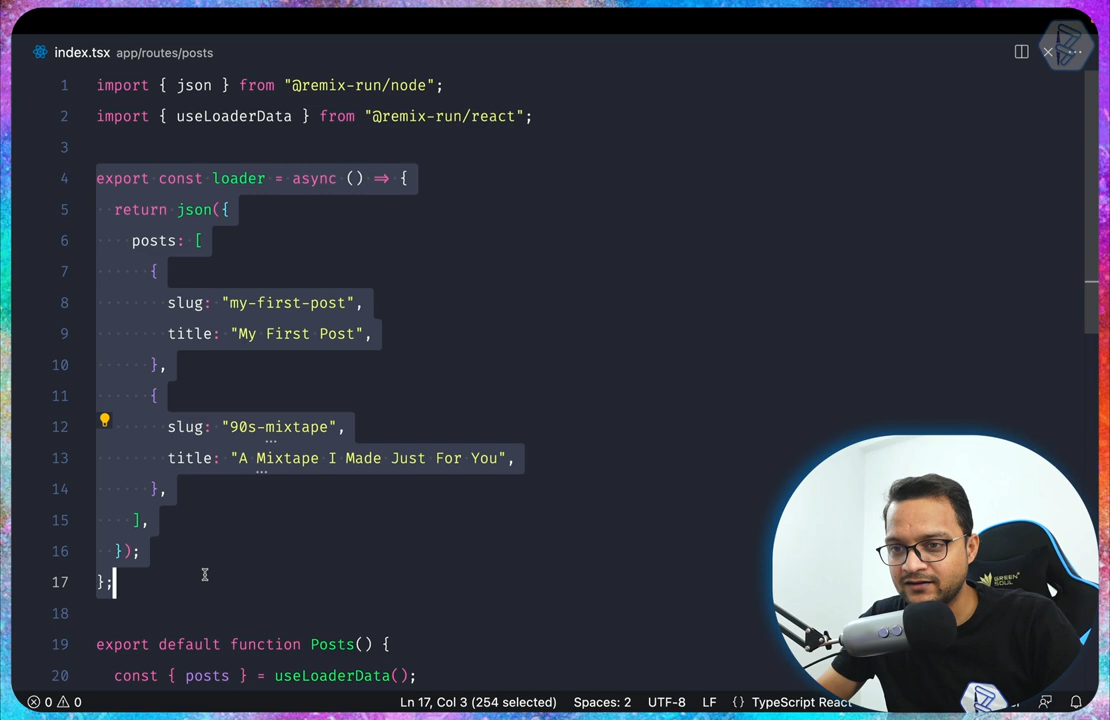 index.tsx app/routes/posts
1 import { json } from "@remix-run/node";
2 import { useLoaderData } from "@remix-run/react";
3
4 export const loader = async () => {
5 return json({
6 posts: [
7 {
8 slug: "my-first-post",
9 title: "My First Post",
10 },
11 {
12 slug: "90s-mixtape",
13 title: "A Mixtape I Made Just For You",
14 },
15 ],
16 });
17 };
18
19 export default function Posts() {
20 const { posts } = useLoaderData();
GREEN SOUL
0 0 Ln 17, Col 3 (254 selected) Spaces: 2 UTF-8 LF {} TypeScript React